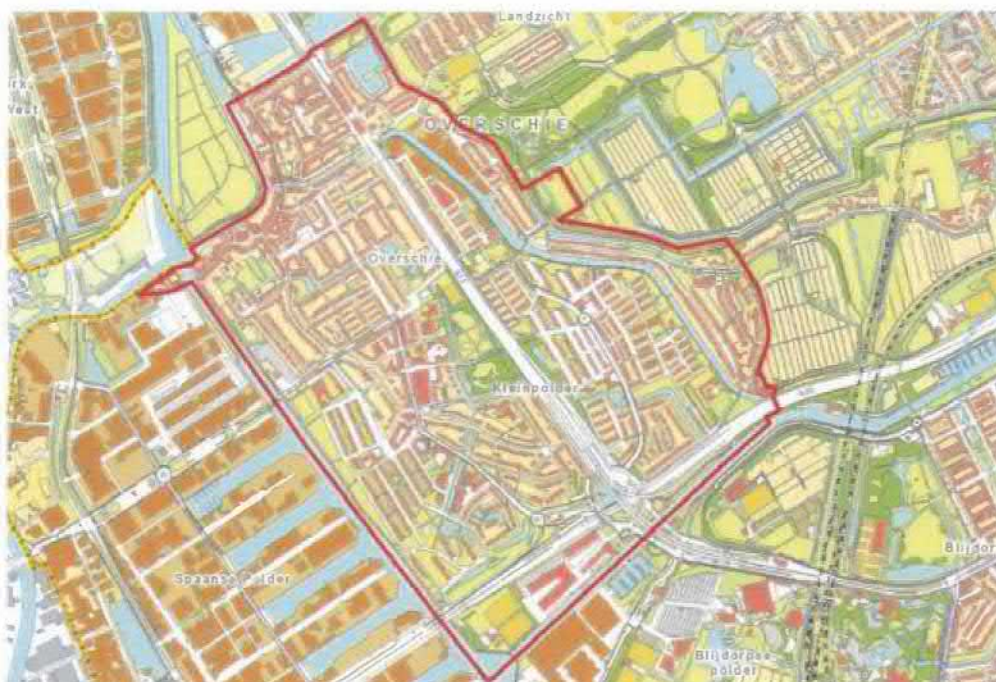 Landzicht
OVERSCHIE
Overschie
Kleinpolder
Spaanse Polder
Blijdorpse
polder